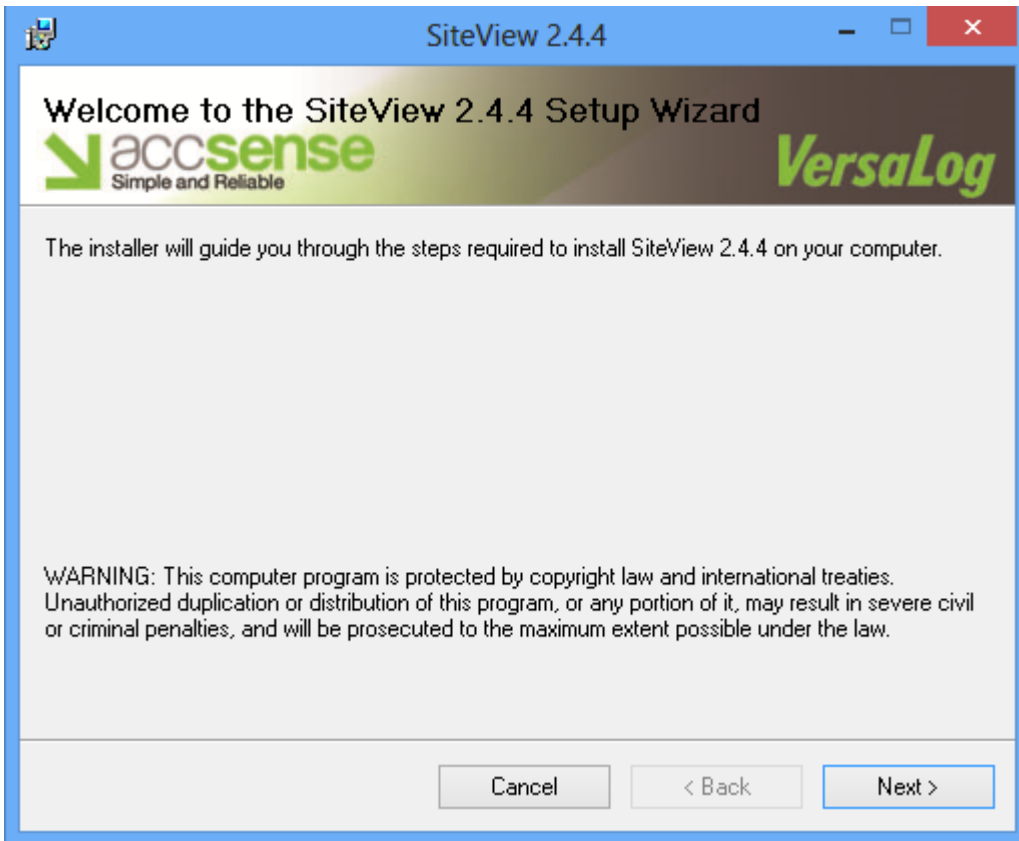 SiteView 2.4.4
Welcome to the SiteView 2.4.4 Setup Wizard
accsense
Simple and Reliable
VersaLog
The installer will guide you through the steps required to install SiteView 2.4.4 on your computer.
WARNING: This computer program is protected by copyright law and international treaties.
Unauthorized duplication or distribution of this program, or any portion of it, may result in severe civil
or criminal penalties, and will be prosecuted to the maximum extent possible under the law.
Cancel
< Back
Next >